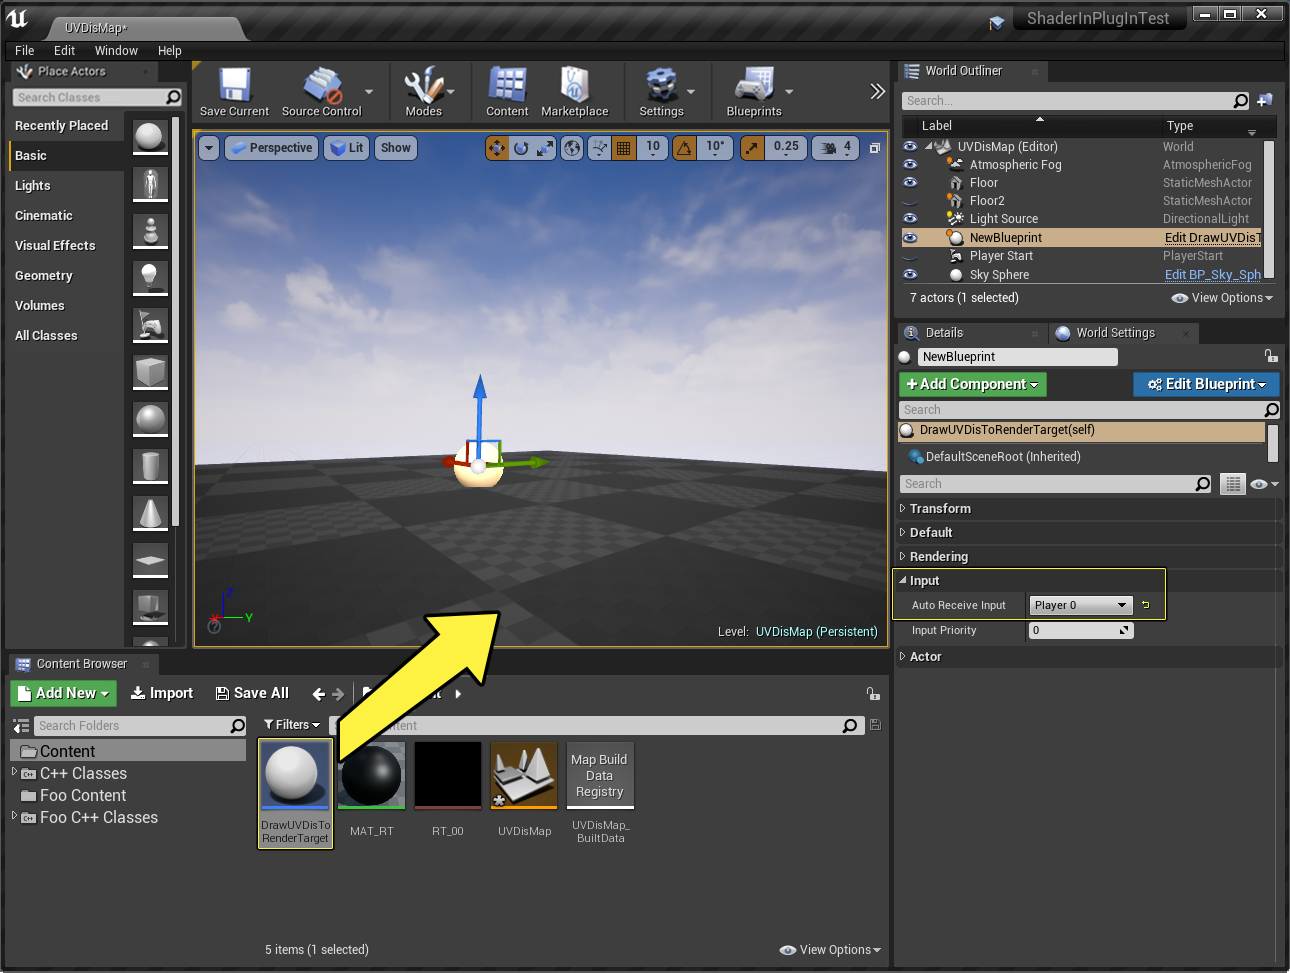 UVDisMap*
ShaderInPlugInTest
File Edit Window Help
Place Actors
Search Classes
Recently Placed
Basic
Lights
Cinematic
Visual Effects
Geometry
Volumes
All Classes
Save Current Source Control Modes Content Marketplace Settings Blueprints
Perspective Lit Show 10 10° 0.25 4
Z
X
Y
Level: UVDisMap (Persistent)
World Outliner
Search...
Label Type
UVDisMap (Editor) World
Atmospheric Fog AtmosphericFog
Floor StaticMeshActor
Floor2 StaticMeshActor
Light Source DirectionalLight
NewBlueprint Edit DrawUVDisT
Player Start PlayerStart
Sky Sphere Edit BP_Sky_Sph
7 actors (1 selected) View Options
Details World Settings
NewBlueprint
+Add Component Edit Blueprint
Search
DrawUVDisToRenderTarget(self)
DefaultSceneRoot (Inherited)
Search
Transform
Default
Rendering
Input
Auto Receive Input Player 0
Input Priority 0
Actor
Content Browser
Add New Import Save All
Search Folders
Filters
Content
C++ Classes
Foo Content
Foo C++ Classes
DrawUVDisTo
RenderTarget
MAT_RT
RT_00
UVDisMap
Map Build
Data
Registry
UVDisMap_
BuiltData
5 items (1 selected) View Options